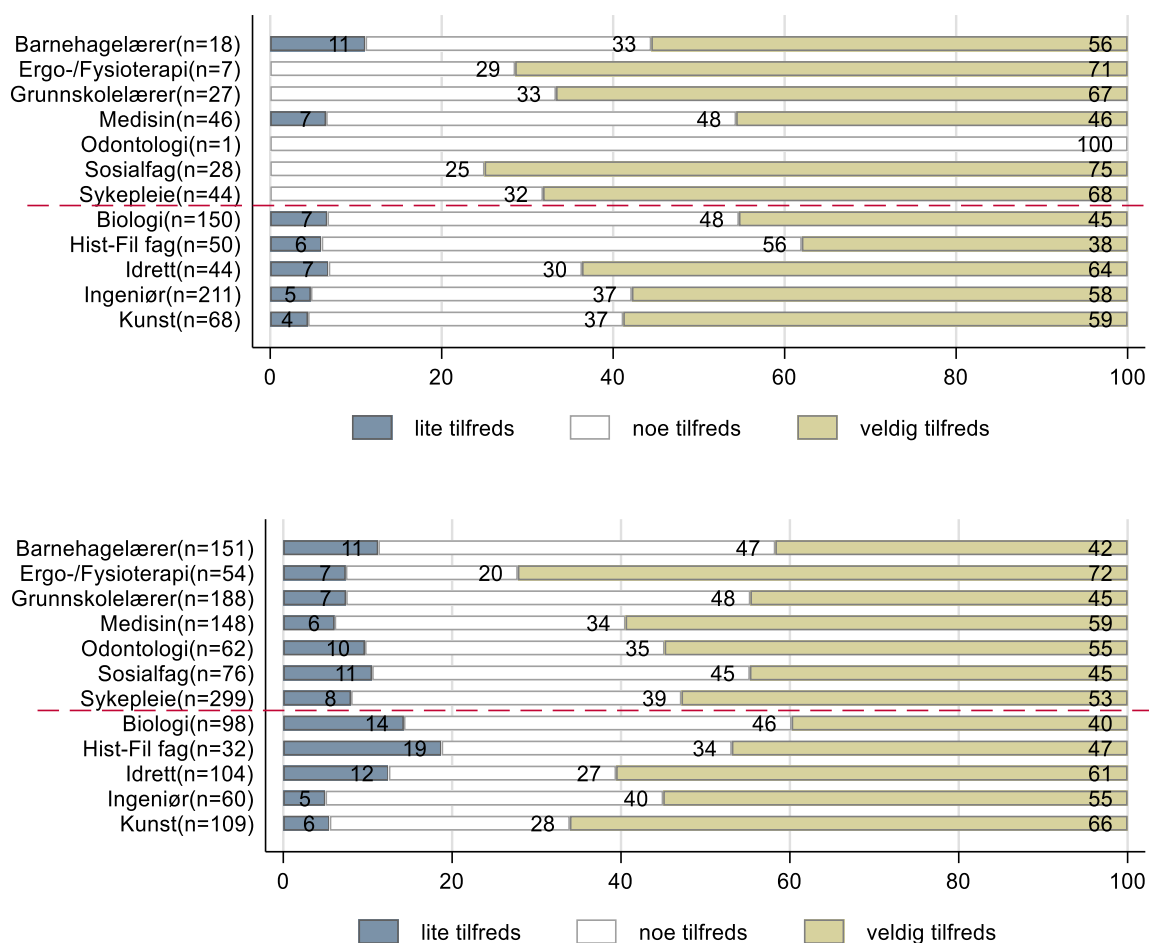 Barnehagelærer(n=18) 11 33 56
Ergo-/Fysioterapi(n=7) 29 71
Grunnskolelærer(n=27) 33 67
Medisin(n=46) 7 48 46
Odontologi(n=1) 100
Sosialfag(n=28) 25 75
Sykepleie(n=44) 32 68
Biologi(n=150) 7 48 45
Hist-Fil fag(n=50) 6 56 38
Idrett(n=44) 7 30 64
Ingeniør(n=211) 5 37 58
Kunst(n=68) 4 37 59
0 20 40 60 80 100
lite tilfreds noe tilfreds veldig tilfreds
Barnehagelærer(n=151) 11 47 42
Ergo-/Fysioterapi(n=54) 7 20 72
Grunnskolelærer(n=188) 7 48 45
Medisin(n=148) 6 34 59
Odontologi(n=62) 10 35 55
Sosialfag(n=76) 11 45 45
Sykepleie(n=299) 8 39 53
Biologi(n=98) 14 46 40
Hist-Fil fag(n=32) 19 34 47
Idrett(n=104) 12 27 61
Ingeniør(n=60) 5 40 55
Kunst(n=109) 6 28 66
0 20 40 60 80 100
lite tilfreds noe tilfreds veldig tilfreds